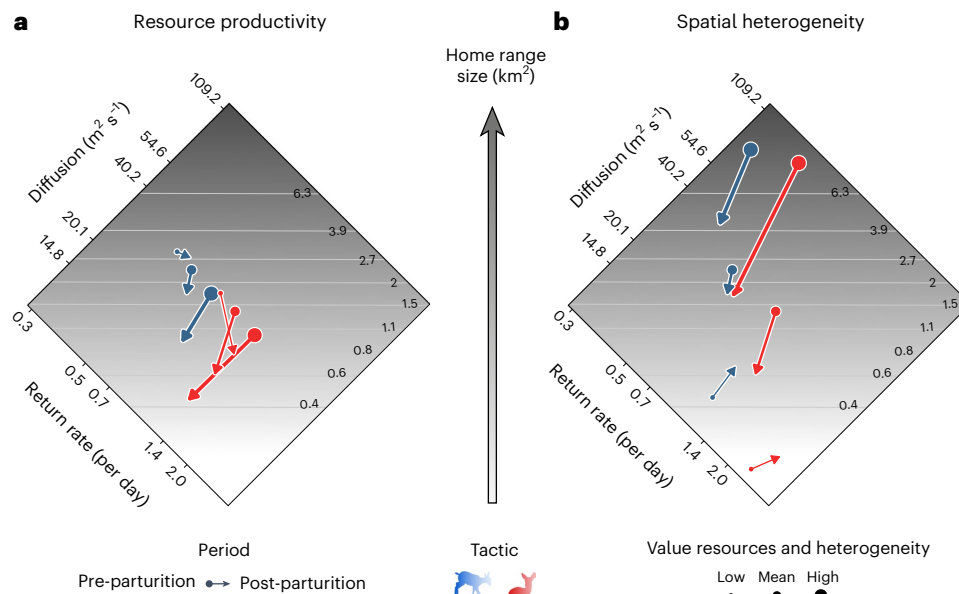 a Resource productivity
Home range
size (km²)
b Spatial heterogeneity
Diffusion (m² s⁻¹)
109.2
54.6
40.2
20.1
14.8
0.3
0.5
0.7
1.4
2.0
Return rate (per day)
6.3
3.9
2.7
2
1.5
1.1
0.8
0.6
0.4
Diffusion (m² s⁻¹)
109.2
54.6
40.2
20.1
14.8
0.3
0.5
0.7
1.4
2.0
Return rate (per day)
6.3
3.9
2.7
2
1.5
1.1
0.8
0.6
0.4
Period
Pre-parturition Post-parturition
Tactic
Value resources and heterogeneity
Low Mean High